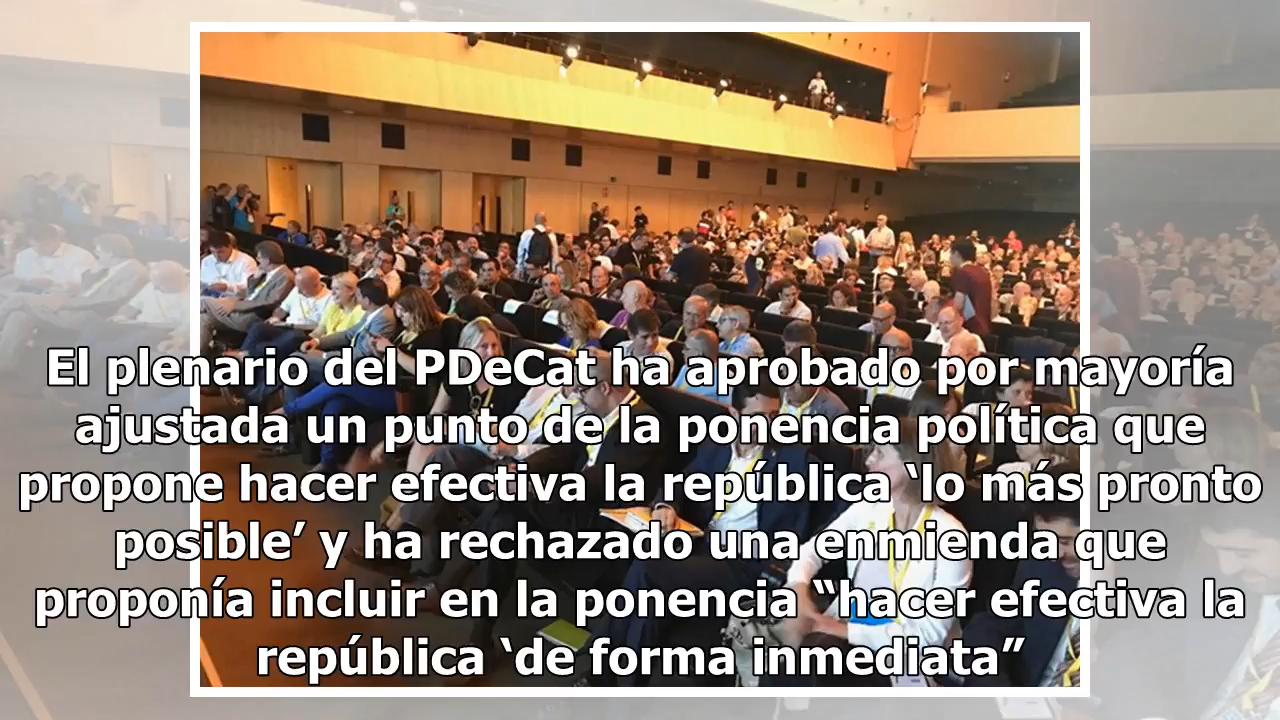 El plenario del PDeCat ha aprobado por mayoría
ajustada un punto de la ponencia política que
propone hacer efectiva la república ‘lo más pronto
posible’ y ha rechazado una enmienda que
proponía incluir en la ponencia “hacer efectiva la
república ‘de forma inmediata”